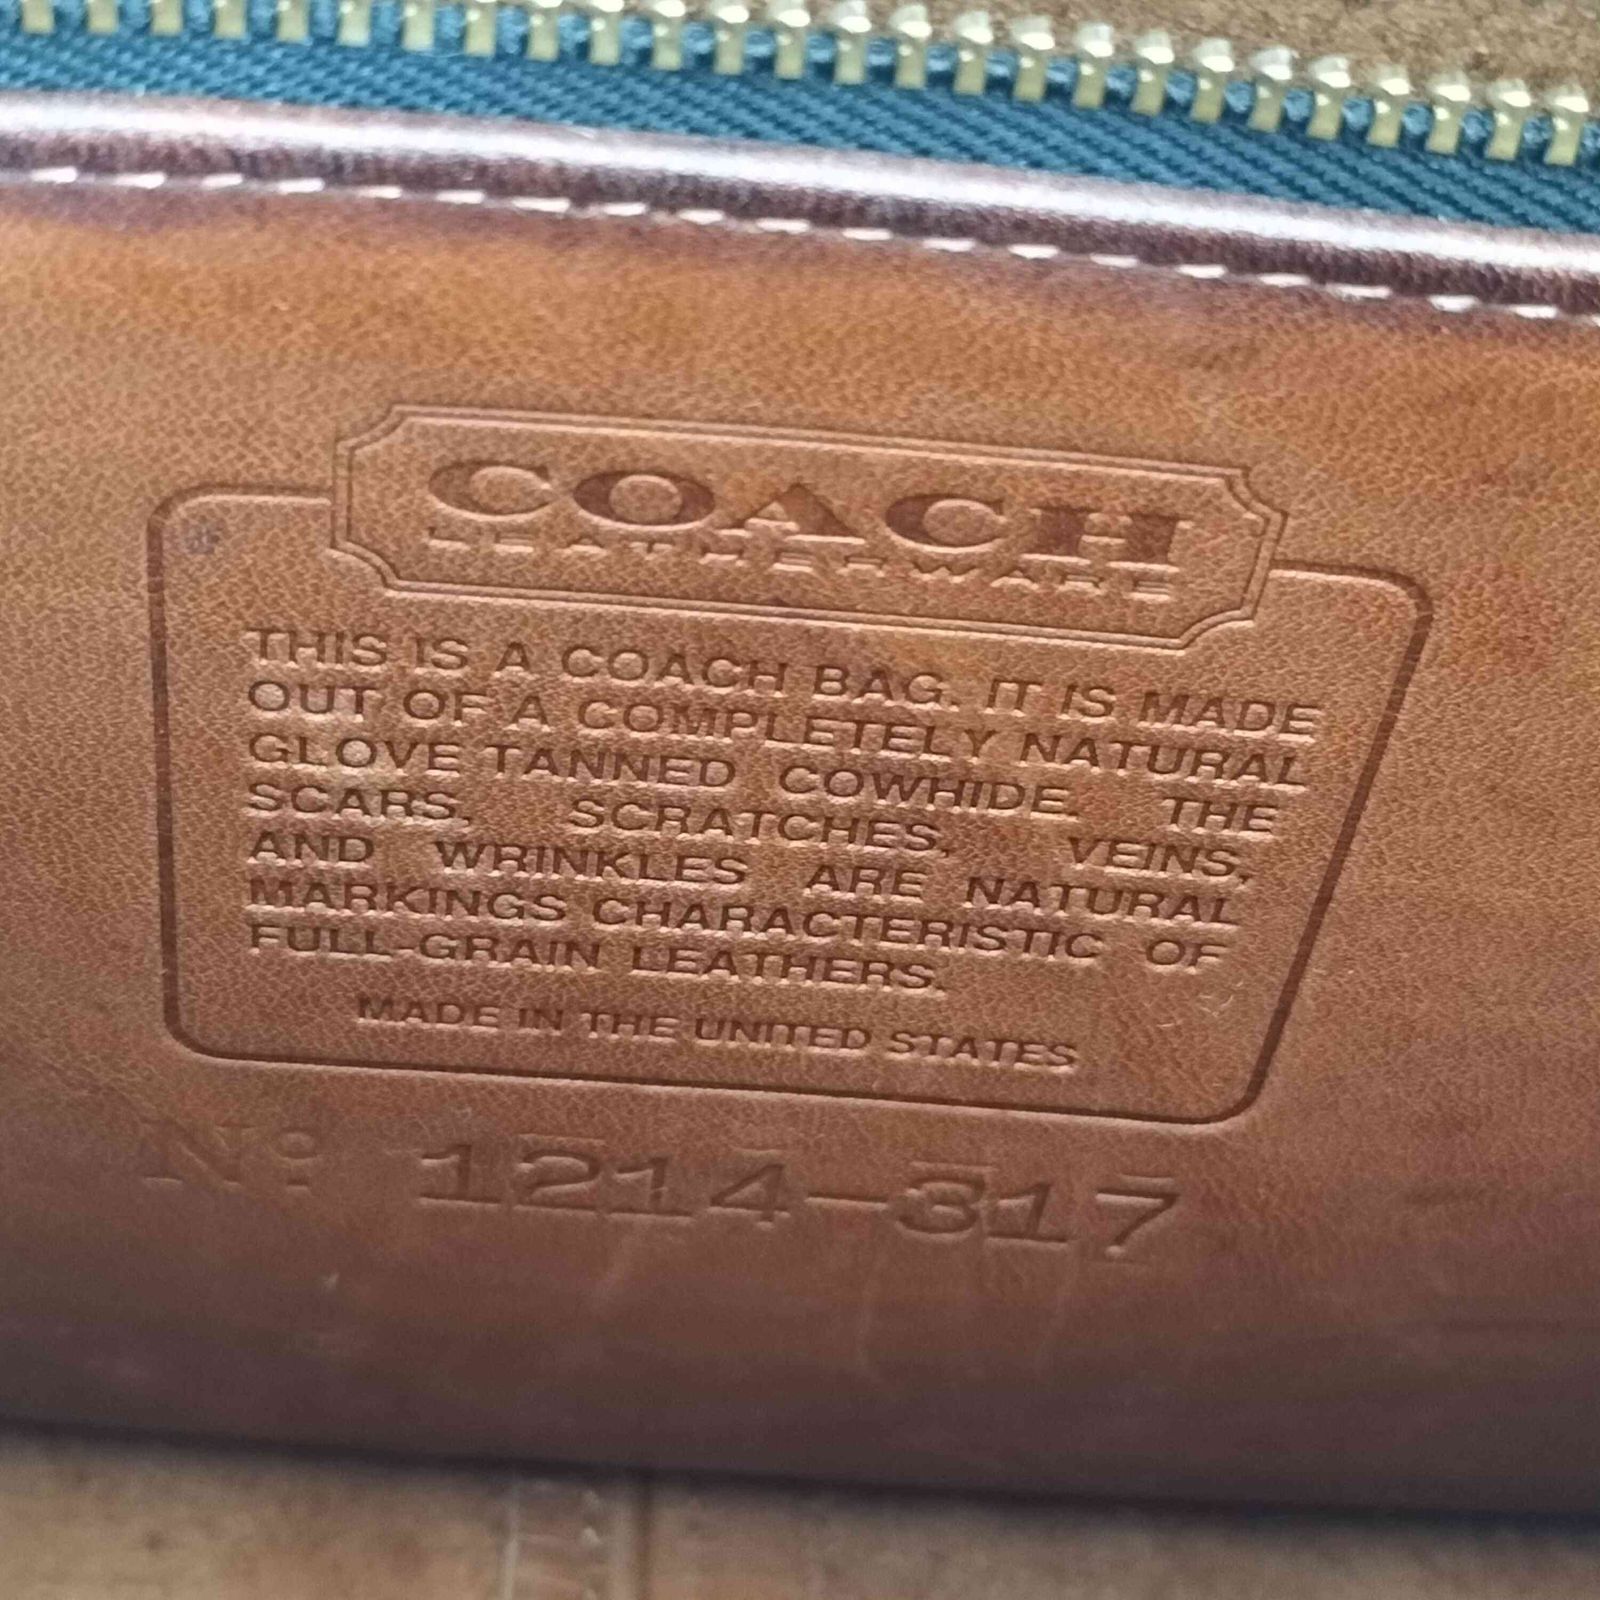 COACH
LEATHERWARE
THIS IS A COACH BAG. IT IS MADE
OUT OF A COMPLETELY NATURAL
GLOVE TANNED COWHIDE. THE
SCARS, SCRATCHES, VEINS,
AND WRINKLES ARE NATURAL
MARKINGS CHARACTERISTIC OF
FULL-GRAIN LEATHERS.
MADE IN THE UNITED STATES
Nº 1214-317